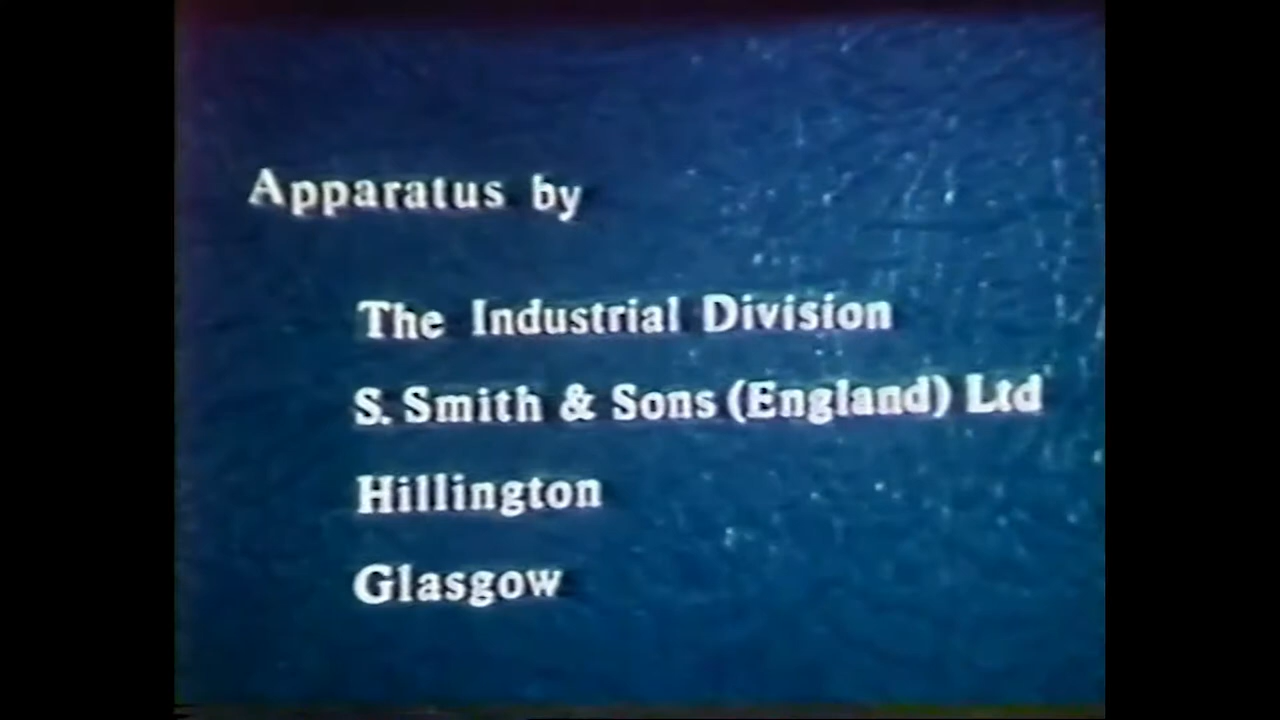 Apparatus by
The Industrial Division
S. Smith & Sons (England) Ltd
Hillington
Glasgow